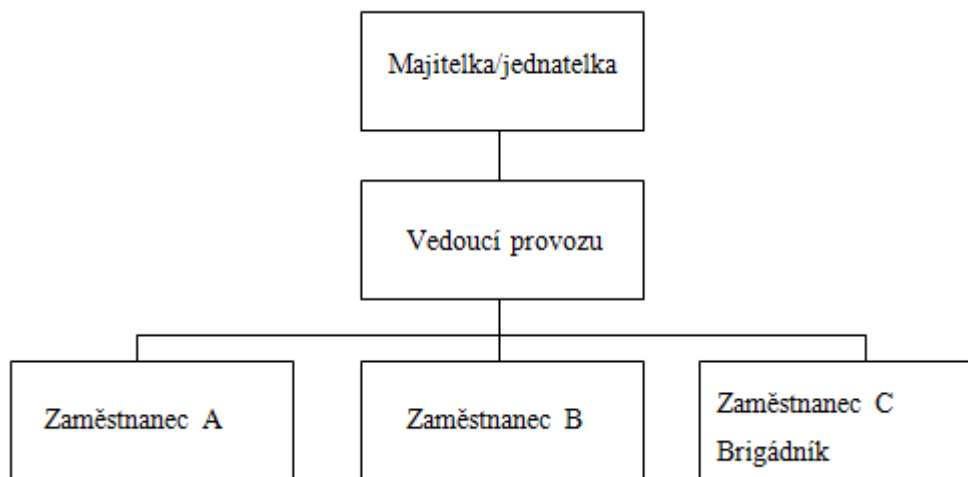 Majitelka/jednatelka
Vedoucí provozu
Zaměstnanec A
Zaměstnanec B
Zaměstnanec C
Brigádník